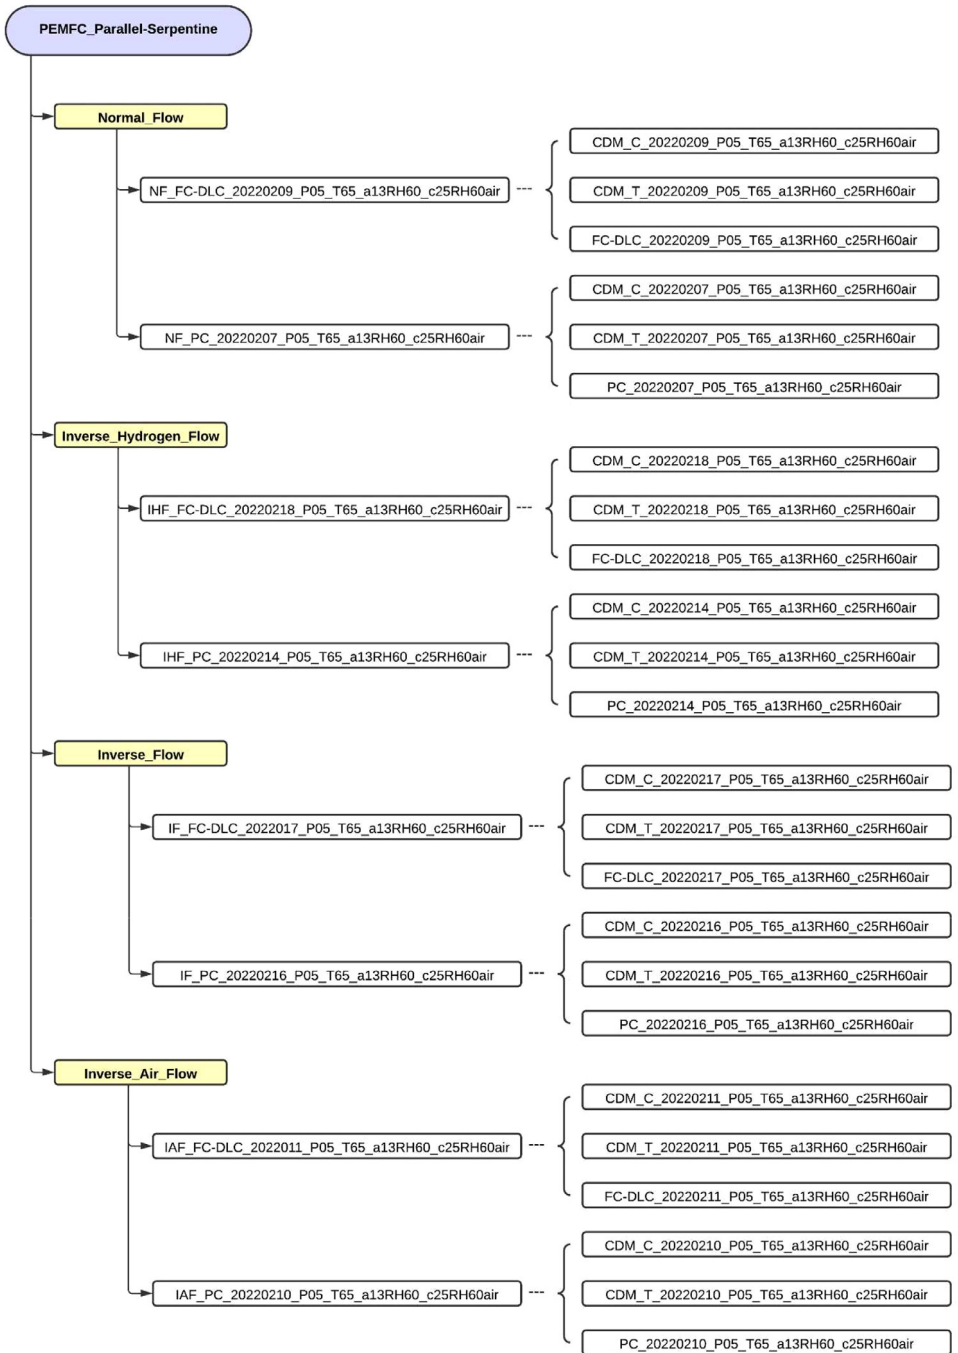 PEMFC_Parallel-Serpentine
Normal_Flow
NF_FC-DLC_20220209_P05_T65_a13RH60_c25RH60air
CDM_C_20220209_P05_T65_a13RH60_c25RH60air
CDM_T_20220209_P05_T65_a13RH60_c25RH60air
FC-DLC_20220209_P05_T65_a13RH60_c25RH60air
NF_PC_20220207_P05_T65_a13RH60_c25RH60air
CDM_C_20220207_P05_T65_a13RH60_c25RH60air
CDM_T_20220207_P05_T65_a13RH60_c25RH60air
PC_20220207_P05_T65_a13RH60_c25RH60air
Inverse_Hydrogen_Flow
IHF_FC-DLC_20220218_P05_T65_a13RH60_c25RH60air
CDM_C_20220218_P05_T65_a13RH60_c25RH60air
CDM_T_20220218_P05_T65_a13RH60_c25RH60air
FC-DLC_20220218_P05_T65_a13RH60_c25RH60air
IHF_PC_20220214_P05_T65_a13RH60_c25RH60air
CDM_C_20220214_P05_T65_a13RH60_c25RH60air
CDM_T_20220214_P05_T65_a13RH60_c25RH60air
PC_20220214_P05_T65_a13RH60_c25RH60air
Inverse_Flow
IF_FC-DLC_2022017_P05_T65_a13RH60_c25RH60air
CDM_C_20220217_P05_T65_a13RH60_c25RH60air
CDM_T_20220217_P05_T65_a13RH60_c25RH60air
FC-DLC_20220217_P05_T65_a13RH60_c25RH60air
IF_PC_20220216_P05_T65_a13RH60_c25RH60air
CDM_C_20220216_P05_T65_a13RH60_c25RH60air
CDM_T_20220216_P05_T65_a13RH60_c25RH60air
PC_20220216_P05_T65_a13RH60_c25RH60air
Inverse_Air_Flow
IAF_FC-DLC_2022011_P05_T65_a13RH60_c25RH60air
CDM_C_20220211_P05_T65_a13RH60_c25RH60air
CDM_T_20220211_P05_T65_a13RH60_c25RH60air
FC-DLC_20220211_P05_T65_a13RH60_c25RH60air
IAF_PC_20220210_P05_T65_a13RH60_c25RH60air
CDM_C_20220210_P05_T65_a13RH60_c25RH60air
CDM_T_20220210_P05_T65_a13RH60_c25RH60air
PC_20220210_P05_T65_a13RH60_c25RH60air